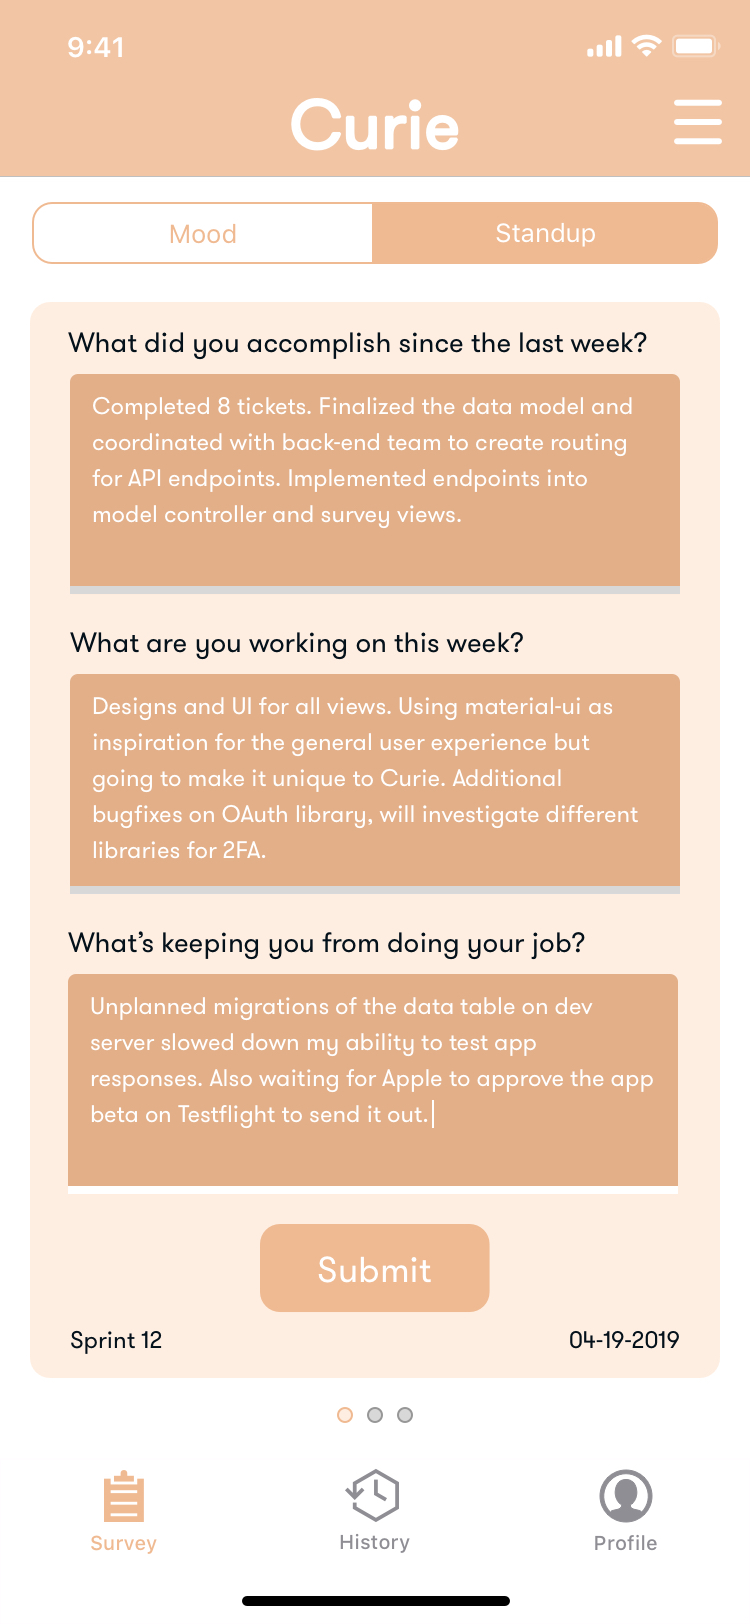 9:41
Curie
Mood
Standup
What did you accomplish since the last week?
Completed 8 tickets. Finalized the data model and
coordinated with back-end team to create routing
for API endpoints. Implemented endpoints into
model controller and survey views.
What are you working on this week?
Designs and UI for all views. Using material-ui as
inspiration for the general user experience but
going to make it unique to Curie. Additional
bugfixes on OAuth library, will investigate different
libraries for 2FA.
What’s keeping you from doing your job?
Unplanned migrations of the data table on dev
server slowed down my ability to test app
responses. Also waiting for Apple to approve the app
beta on Testflight to send it out.
Submit
Sprint 12
04-19-2019
Survey
History
Profile